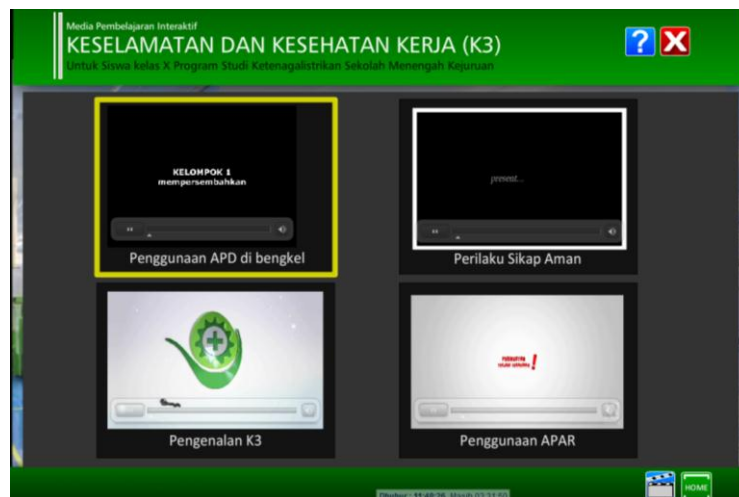 Media Pembelajaran Interaktif
KESELAMATAN DAN KESEHATAN KERJA (K3)
Untuk Siswa kelas X Program Studi Ketenagalistrikan Sekolah Menengah Kejuruan
?
X
KELOMPOK 1
mempersembahkan
Penggunaan APD di bengkel
present...
Perilaku Sikap Aman
Pengenalan K3
Penggunaan APAR
HOME